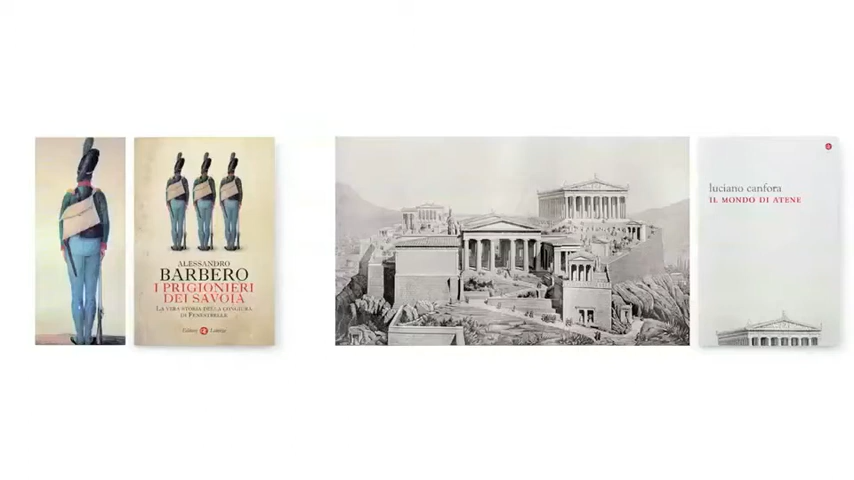 ALESSANDRO
BARBERO
I PRIGIONIERI
DEI SAVOIA
LA VERA STORIA DELLA CONGIURA
DI FENESTRELLE
Editori Laterza
luciano canfora
IL MONDO DI ATENE